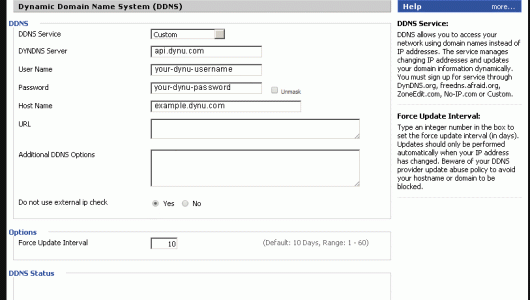 Dynamic Domain Name System (DDNS)
DDNS
DDNS Service
Custom
DYNDNS Server
api.dynu.com
User Name
your-dynu-username
Password
your-dynu-password
Unmask
Host Name
example.dynu.com
URL
Additional DDNS Options
Do not use external ip check
Yes
No
Options
Force Update Interval
10
(Default: 10 Days, Range: 1 - 60)
DDNS Status
Help
more...
DDNS Service:
DDNS allows you to access your
network using domain names instead of
IP addresses. The service manages
changing IP addresses and updates
your domain information dynamically.
You must sign up for service through
DynDNS.org, freedns.afraid.org,
ZoneEdit.com, No-IP.com or Custom.
Force Update Interval:
Type an integer number in the box to
set the force update interval (in days).
Updates should only be performed
automatically when your IP address
has changed. Beware of your DDNS
provider update abuse policy to avoid
your hostname or domain to be
blocked.